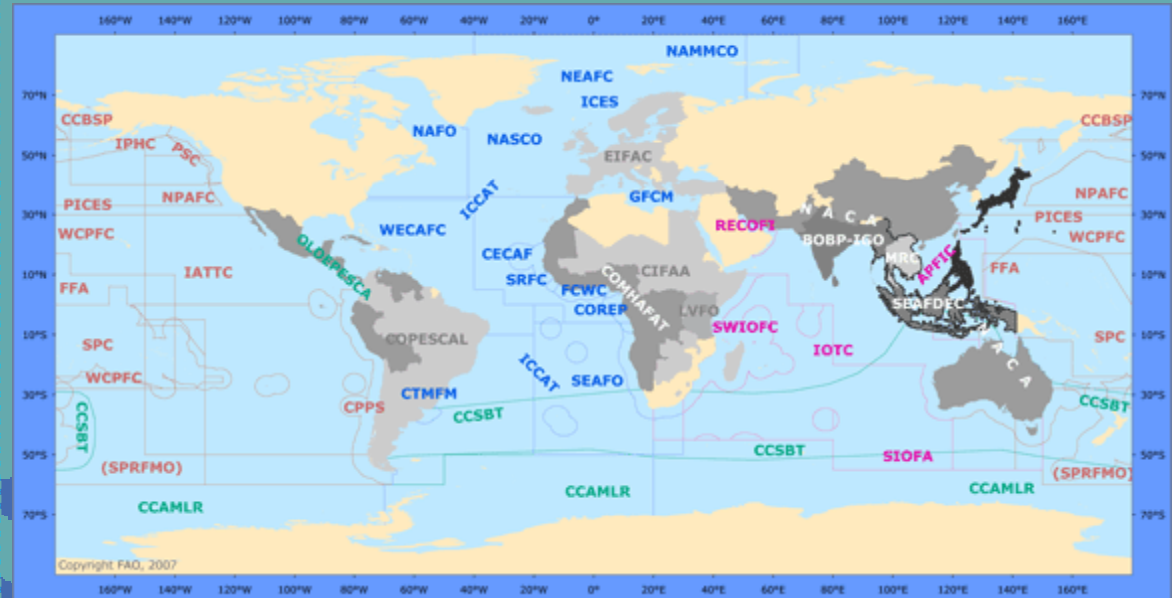 160°W 140°W 120°W 100°W 80°W 60°W 40°W 20°W 0° 20°E 40°E 60°E 80°E 100°E 120°E 140°E 160°E
NAMMCO
NEAFC
70°N 70°N
ICES
CCBSP CCBSP
NAFO
NASCO
IPHC
PSC
50°N 50°N
EIFAC
NPAFC NPAFC
GFCM
ICCAT
PICES PICES
30°N 30°N
NACA
RECOFI
WECAFC
WCPFC WCPFC
BOBP-IGO
OLDEPESCA
CECAF
MRC
APFIC
IATTC
CIFAA
FFA
10°N 10°N
SRFC
FCWC
COMHAFAT
FFA
SEAFDEC
COREP
LVFO
SWIOFC
10°S 10°S
COPESCAL
SPC
SPC
IOTC
NACA
ICCAT
WCPFC
SEAFO
30°S 30°S
CTMFM
CPPS
CCSBT
CCSBT
CCSBT
CCSBT
50°S 50°S
SIOFA
(SPRFMO) (SPRFMO)
CCAMLR
CCAMLR
CCAMLR
70°S 70°S
Copyright FAO, 2007
160°W 140°W 120°W 100°W 80°W 60°W 40°W 20°W 0° 20°E 40°E 60°E 80°E 100°E 120°E 140°E 160°E